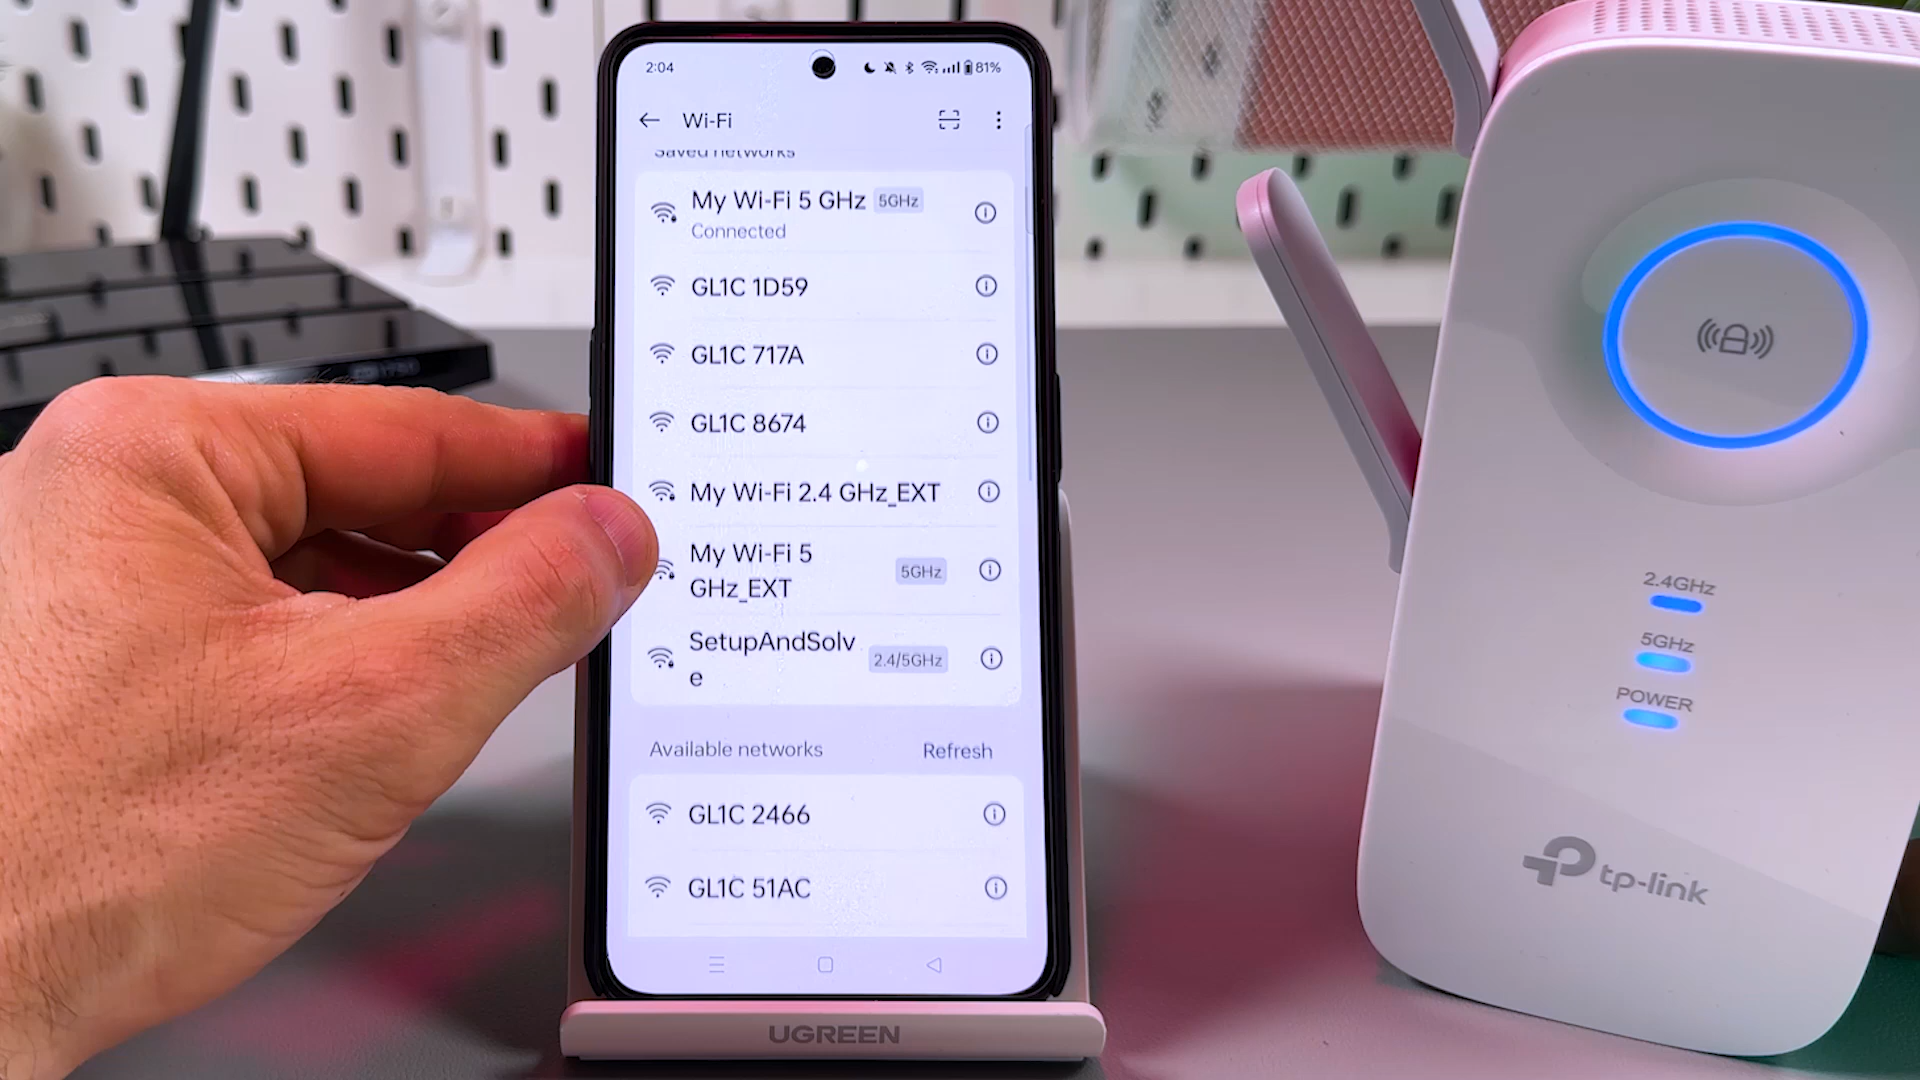 2:04
81%
Wi-Fi
Saved networks
My Wi-Fi 5 GHz 5GHz
Connected
GL1C 1D59
GL1C 717A
GL1C 8674
My Wi-Fi 2.4 GHz_EXT
My Wi-Fi 5
GHz_EXT
5GHz
SetupAndSolv
e
2.4/5GHz
Available networks Refresh
GL1C 2466
GL1C 51AC
UGREEN
2.4GHz
5GHz
POWER
tp-link